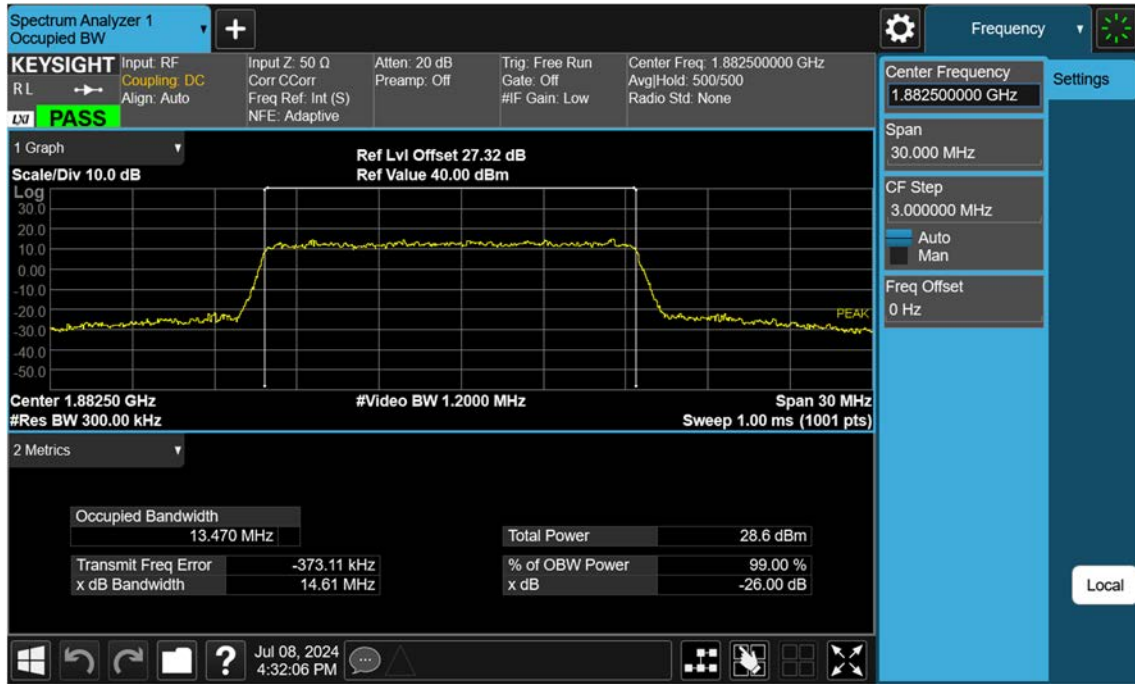 Spectrum Analyzer 1
Occupied BW
+
Frequency
KEYSIGHT
R L
LXI PASS
Input: RF
Coupling: DC
Align: Auto
Input Z: 50 Ω
Corr CCorr
Freq Ref: Int (S)
NFE: Adaptive
Atten: 20 dB
Preamp: Off
Trig: Free Run
Gate: Off
#IF Gain: Low
Center Freq: 1.882500000 GHz
Avg|Hold: 500/500
Radio Std: None
1 Graph
Scale/Div 10.0 dB
Ref Lvl Offset 27.32 dB
Ref Value 40.00 dBm
Log
30.0
20.0
10.0
0.00
-10.0
-20.0
-30.0
-40.0
-50.0
PEAK
Center 1.88250 GHz
#Video BW 1.2000 MHz
Span 30 MHz
#Res BW 300.00 kHz
Sweep 1.00 ms (1001 pts)
2 Metrics
Occupied Bandwidth
13.470 MHz
Total Power 28.6 dBm
Transmit Freq Error -373.11 kHz
% of OBW Power 99.00 %
x dB Bandwidth 14.61 MHz
x dB -26.00 dB
Center Frequency
1.882500000 GHz
Settings
Span
30.000 MHz
CF Step
3.000000 MHz
Auto
Man
Freq Offset
0 Hz
Local
?
Jul 08, 2024
4:32:06 PM